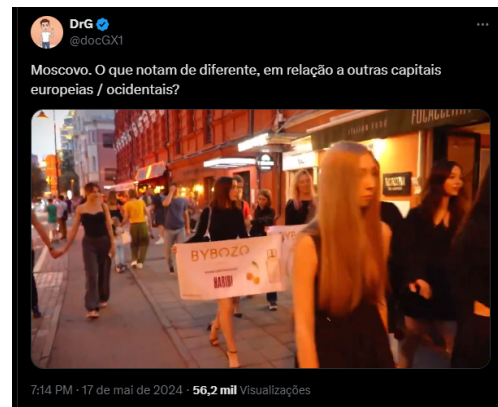 DrG
@docGX1
Moscovo. O que notam de diferente, em relação a outras capitais
europeias / ocidentais?
FOCACCERIA
BYBOZO
HARIBI
7:14 PM · 17 de mai de 2024 · 56,2 mil Visualizações